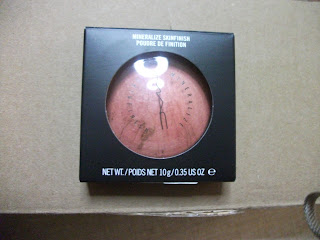 MINERALIZE SKINFINISH
POUDRE DE FINITION
NET WT. / POIDS NET 10 g / 0.35 US OZ ℮